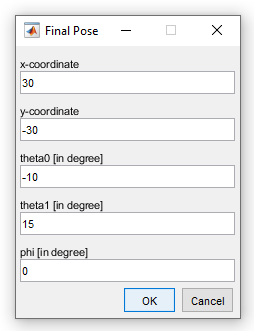 Final Pose
x-coordinate
30
y-coordinate
-30
theta0 [in degree]
-10
theta1 [in degree]
15
phi [in degree]
0
OK Cancel